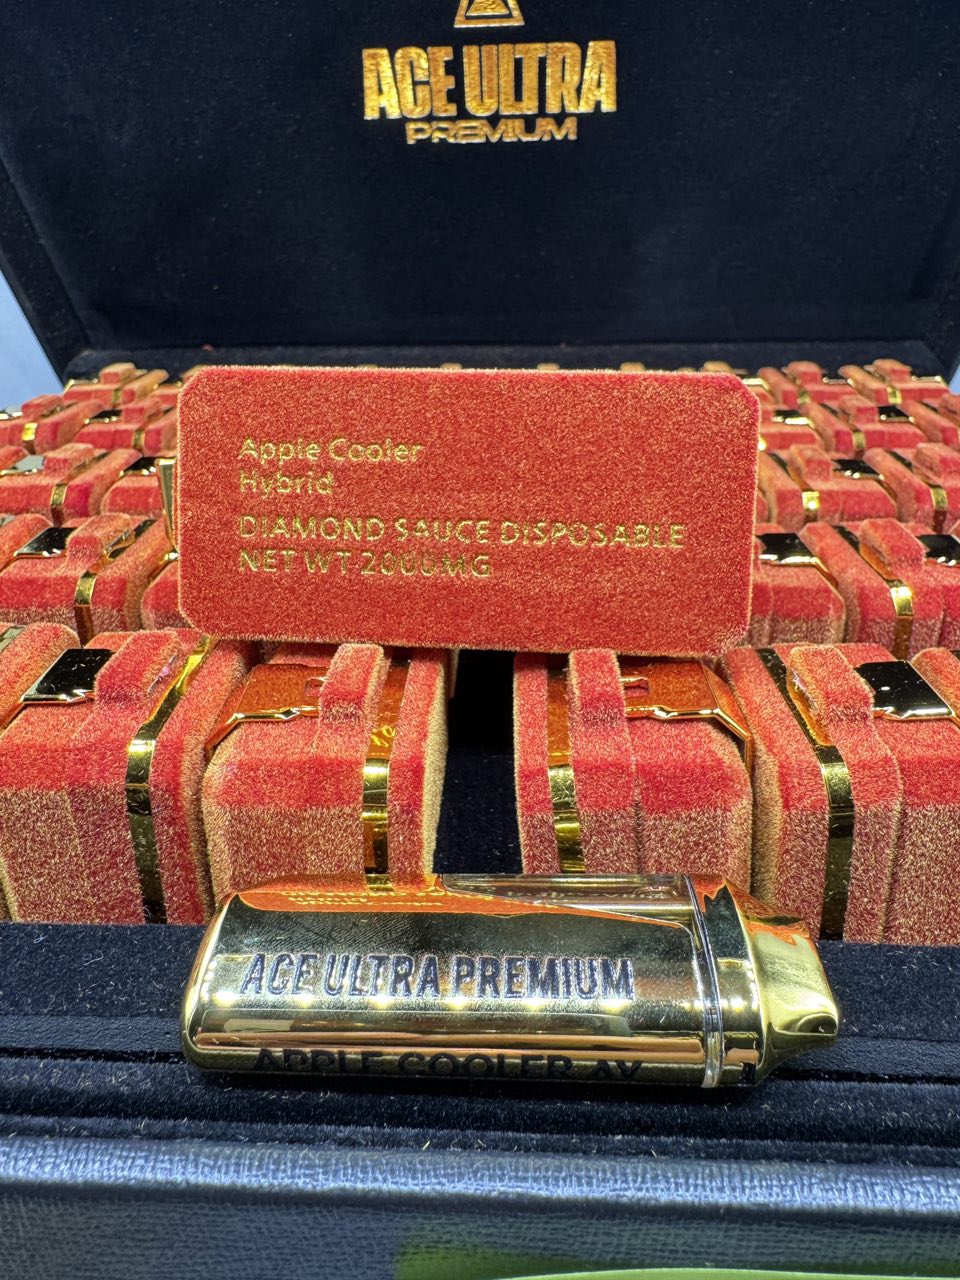 ACE ULTRA
PREMIUM
Apple Cooler
Hybrid
DIAMOND SAUCE DISPOSABLE
NET WT 2000MG
ACE ULTRA PREMIUM
APPLE COOLER